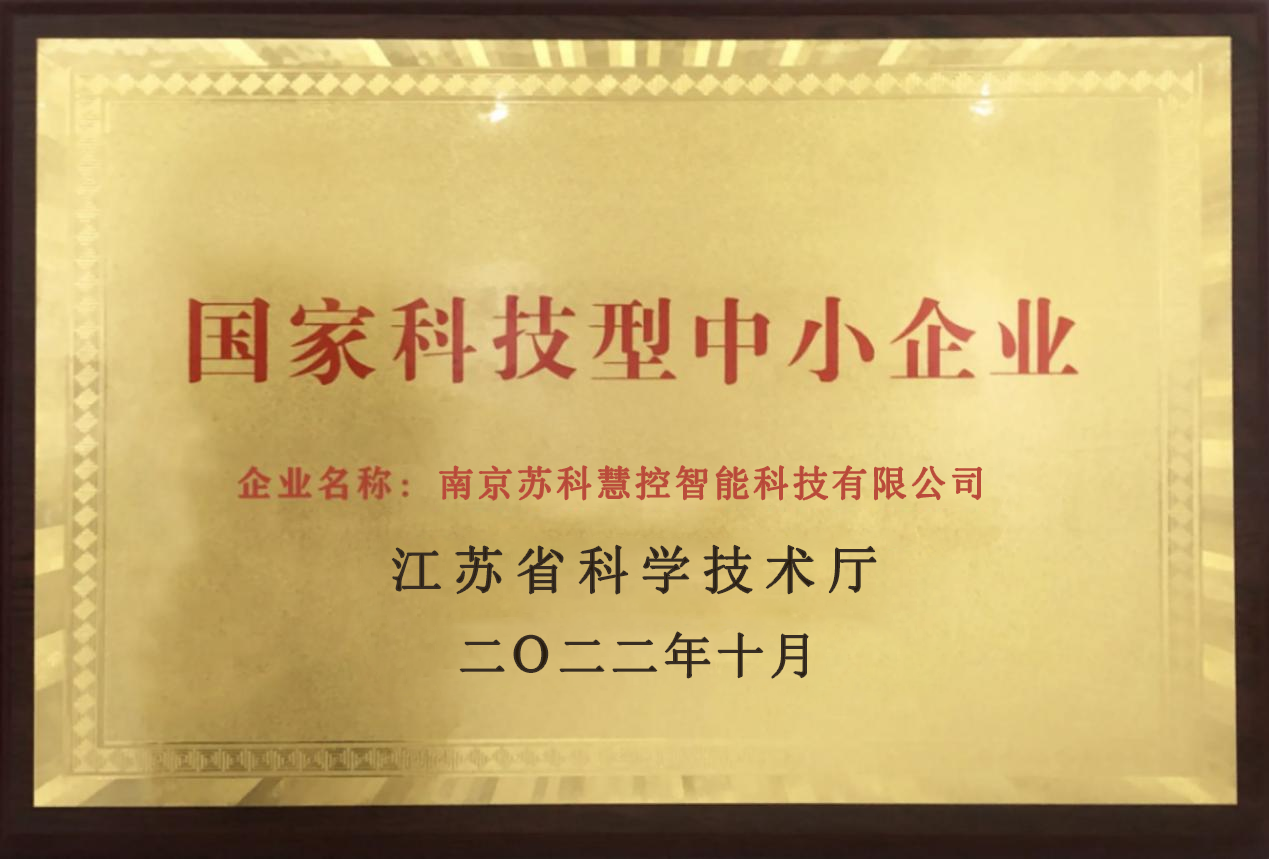 国家科技型中小企业
企业名称：南京苏科慧控智能科技有限公司
江苏省科学技术厅
二〇二二年十月